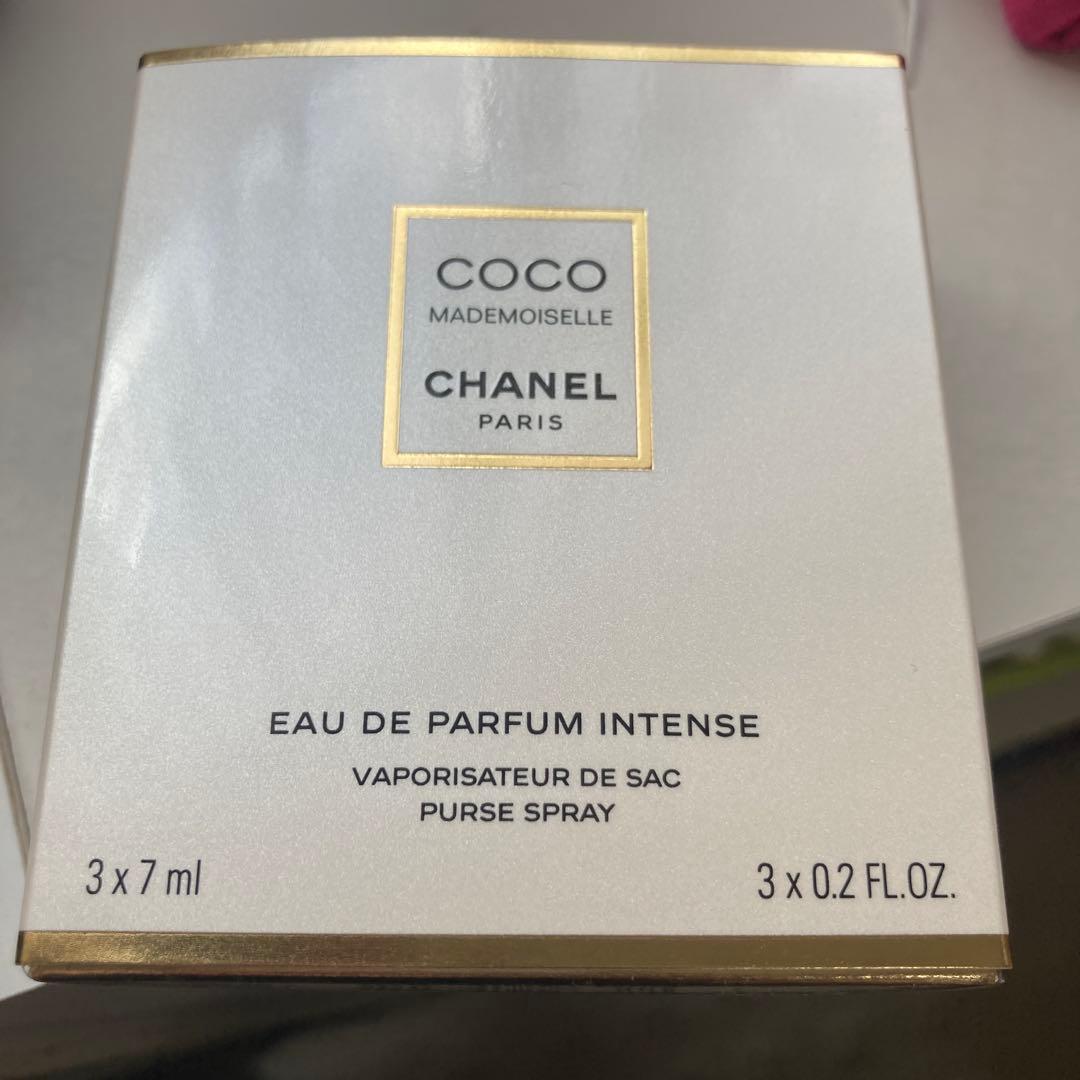 COCO
MADEMOISELLE
CHANEL
PARIS
EAU DE PARFUM INTENSE
VAPORISATEUR DE SAC
PURSE SPRAY
3 x 7 ml
3 x 0.2 FL.OZ.